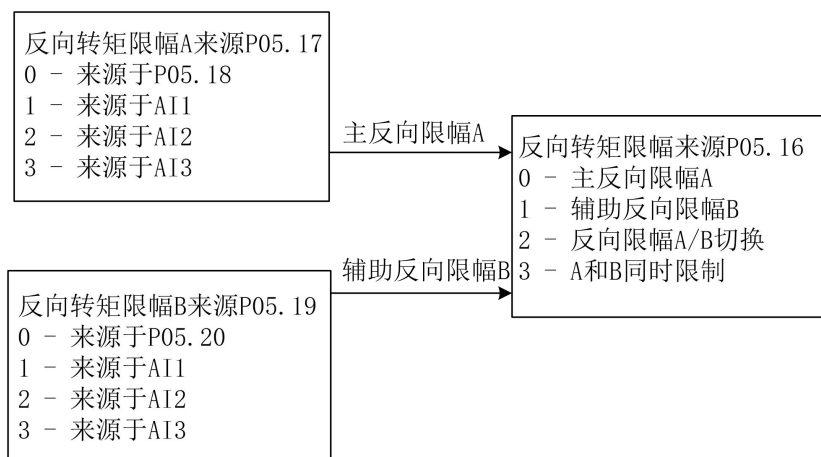 反向转矩限幅A来源P05.17
0 - 来源于P05.18
1 - 来源于AI1
2 - 来源于AI2
3 - 来源于AI3
主反向限幅A
反向转矩限幅来源P05.16
0 - 主反向限幅A
1 - 辅助反向限幅B
2 - 反向限幅A/B切换
3 - A和B同时限制
辅助反向限幅B
反向转矩限幅B来源P05.19
0 - 来源于P05.20
1 - 来源于AI1
2 - 来源于AI2
3 - 来源于AI3